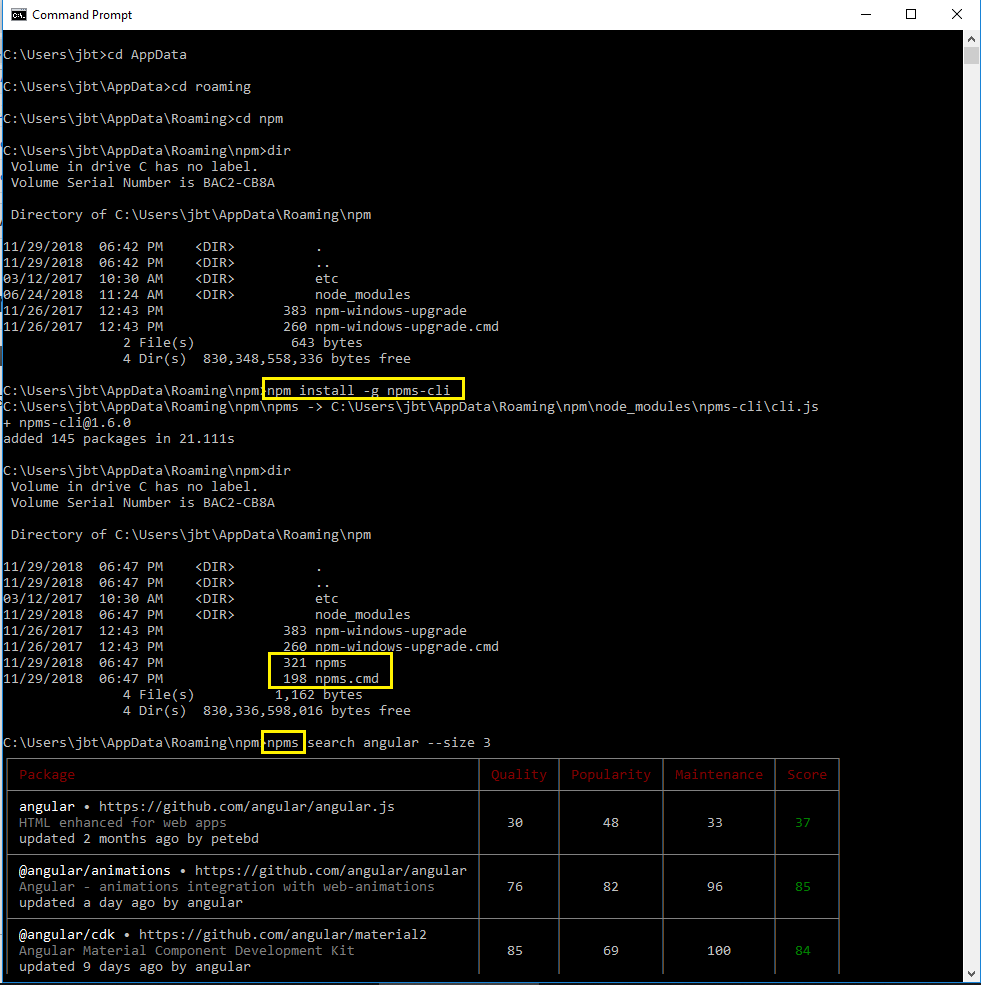 Command Prompt
C:\Users\jbt>cd AppData
C:\Users\jbt\AppData>cd roaming
C:\Users\jbt\AppData\Roaming>cd npm
C:\Users\jbt\AppData\Roaming\npm>dir
Volume in drive C has no label.
Volume Serial Number is BAC2-CB8A
Directory of C:\Users\jbt\AppData\Roaming\npm
11/29/2018  06:42 PM    <DIR>          .
11/29/2018  06:42 PM    <DIR>          ..
03/12/2017  10:30 AM    <DIR>          etc
06/24/2018  11:24 AM    <DIR>          node_modules
11/26/2017  12:43 PM               383 npm-windows-upgrade
11/26/2017  12:43 PM               260 npm-windows-upgrade.cmd
2 File(s)            643 bytes
4 Dir(s)  830,348,558,336 bytes free
C:\Users\jbt\AppData\Roaming\npm>npm install -g npms-cli
C:\Users\jbt\AppData\Roaming\npm\npms -> C:\Users\jbt\AppData\Roaming\npm\node_modules\npms-cli\cli.js
+ npms-cli@1.6.0
added 145 packages in 21.111s
C:\Users\jbt\AppData\Roaming\npm>dir
Volume in drive C has no label.
Volume Serial Number is BAC2-CB8A
Directory of C:\Users\jbt\AppData\Roaming\npm
11/29/2018  06:47 PM    <DIR>          .
11/29/2018  06:47 PM    <DIR>          ..
03/12/2017  10:30 AM    <DIR>          etc
11/29/2018  06:47 PM    <DIR>          node_modules
11/26/2017  12:43 PM               383 npm-windows-upgrade
11/26/2017  12:43 PM               260 npm-windows-upgrade.cmd
11/29/2018  06:47 PM               321 npms
11/29/2018  06:47 PM               198 npms.cmd
4 File(s)          1,162 bytes
4 Dir(s)  830,336,598,016 bytes free
C:\Users\jbt\AppData\Roaming\npm>npms search angular --size 3
Package Quality Popularity Maintenance Score
angular • https://github.com/angular/angular.js
HTML enhanced for web apps 30 48 33 37
updated 2 months ago by petebd
@angular/animations • https://github.com/angular/angular
Angular - animations integration with web-animations 76 82 96 85
updated a day ago by angular
@angular/cdk • https://github.com/angular/material2
Angular Material Component Development Kit 85 69 100 84
updated 9 days ago by angular